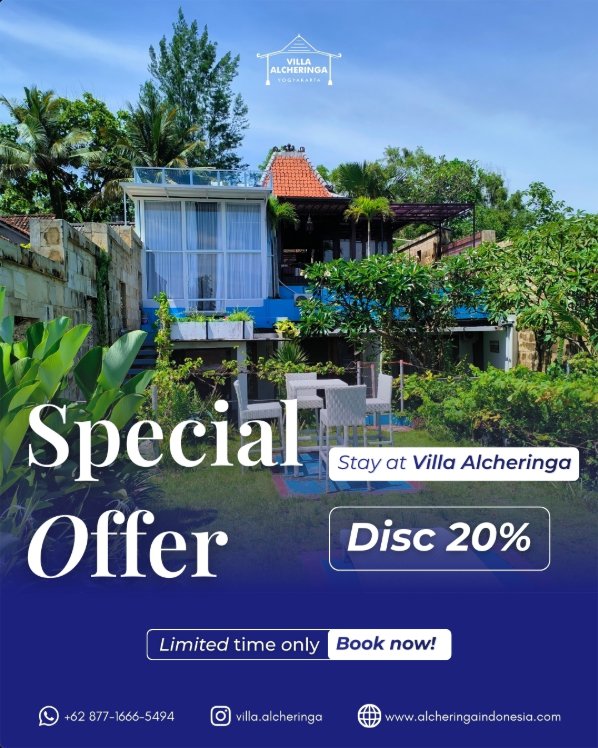 VILLA
ALCHERINGA
YOGYAKARTA
Special
Offer
Stay at Villa Alcheringa
Disc 20%
Limited time only Book now!
+62 877-1666-5494 villa.alcheringa www.alcheringaindonesia.com